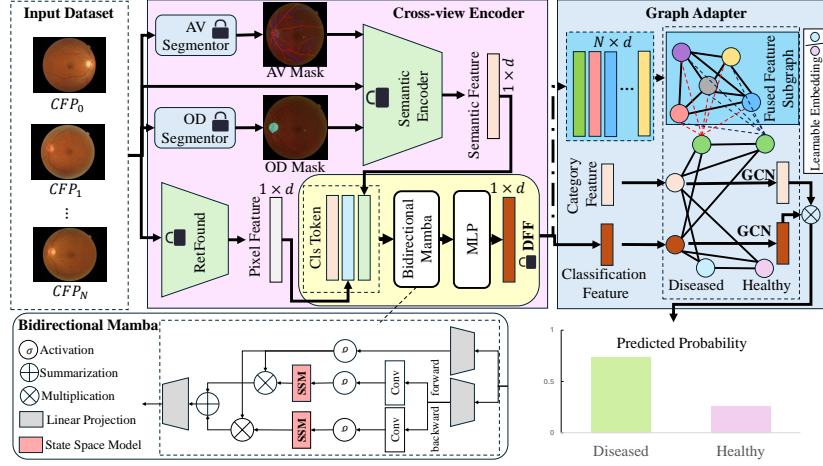 Input Dataset
CFP₀
CFP₁
⋮
CFP_N
Cross-view Encoder
AV
Segmentor
AV Mask
OD
Segmentor
OD Mask
Semantic
Encoder
Semantic Feature
1 × d
RetFound
Pixel Feature
1 × d
Cls Token
Bidirectional
Mamba
MLP
1 × d
DFF
Graph Adapter
N × d
...
Fused Feature
Subgraph
Learnable Embedding
Category
Feature
GCN
GCN
Classification
Feature
Diseased
Healthy
Bidirectional Mamba
σ Activation
Summarization
Multiplication
Linear Projection
State Space Model
SSM
σ
Conv
forward
SSM
σ
Conv
backward
σ
Predicted Probability
1
0.5
0
Diseased
Healthy